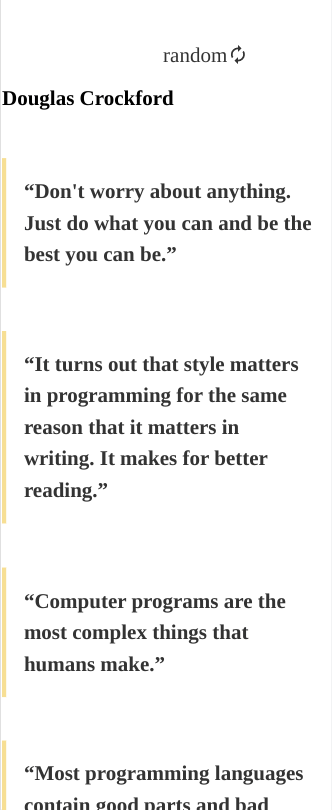 random
Douglas Crockford
“Don't worry about anything.
Just do what you can and be the
best you can be.”
“It turns out that style matters
in programming for the same
reason that it matters in
writing. It makes for better
reading.”
“Computer programs are the
most complex things that
humans make.”
“Most programming languages
contain good parts and bad